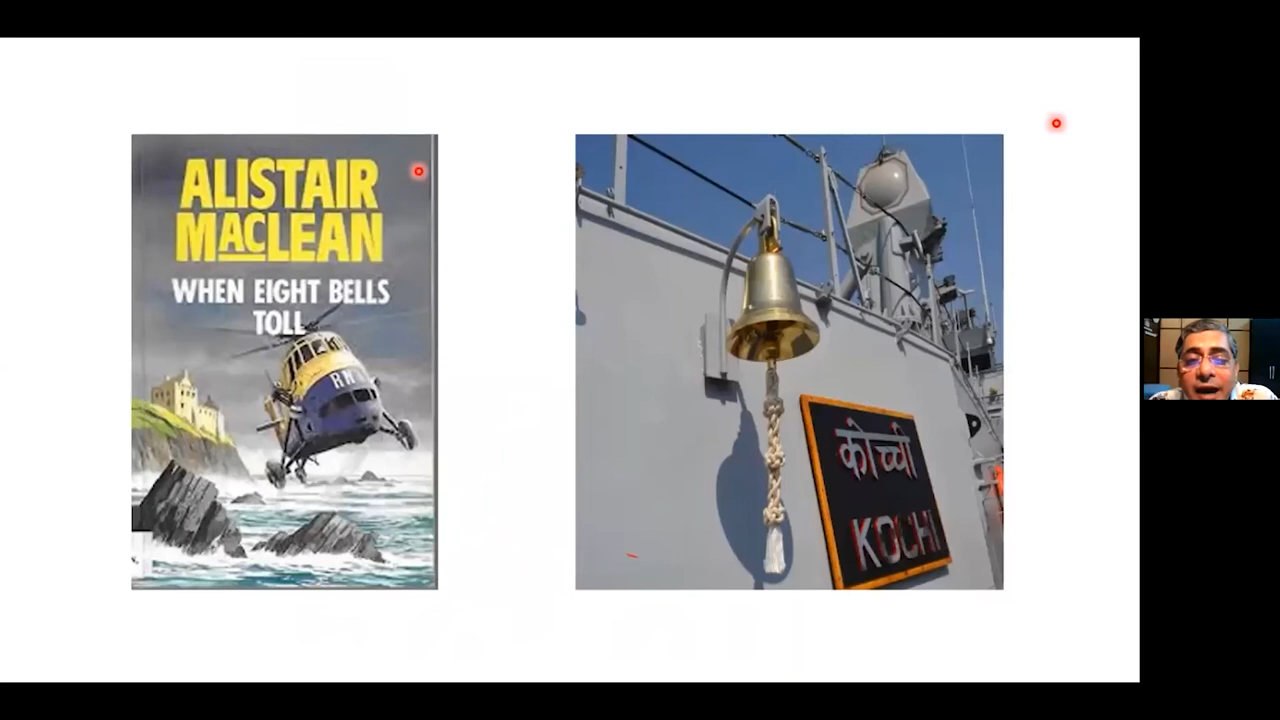 ALISTAIR
MACLEAN
WHEN EIGHT BELLS
TOLL
RN
कोच्ची
KOCHI